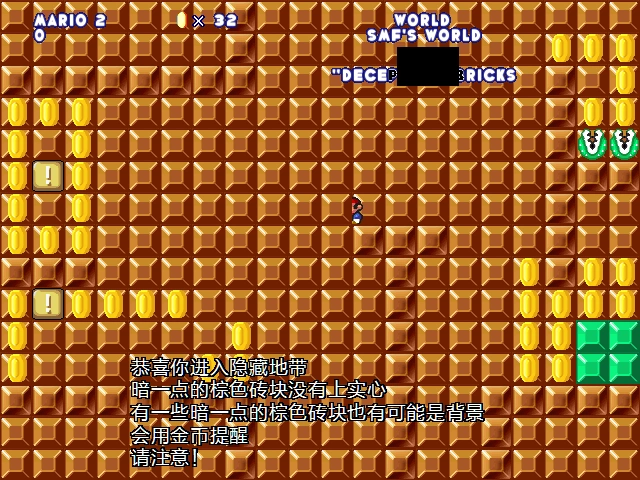 MARIO 2
0
× 32
WORLD
SMF'S WORLD
"DECEP RICKS
!
!
恭喜你进入隐藏地带
暗一点的棕色砖块没有上实心
有一些暗一点的棕色砖块也有可能是背景
会用金币提醒
请注意!